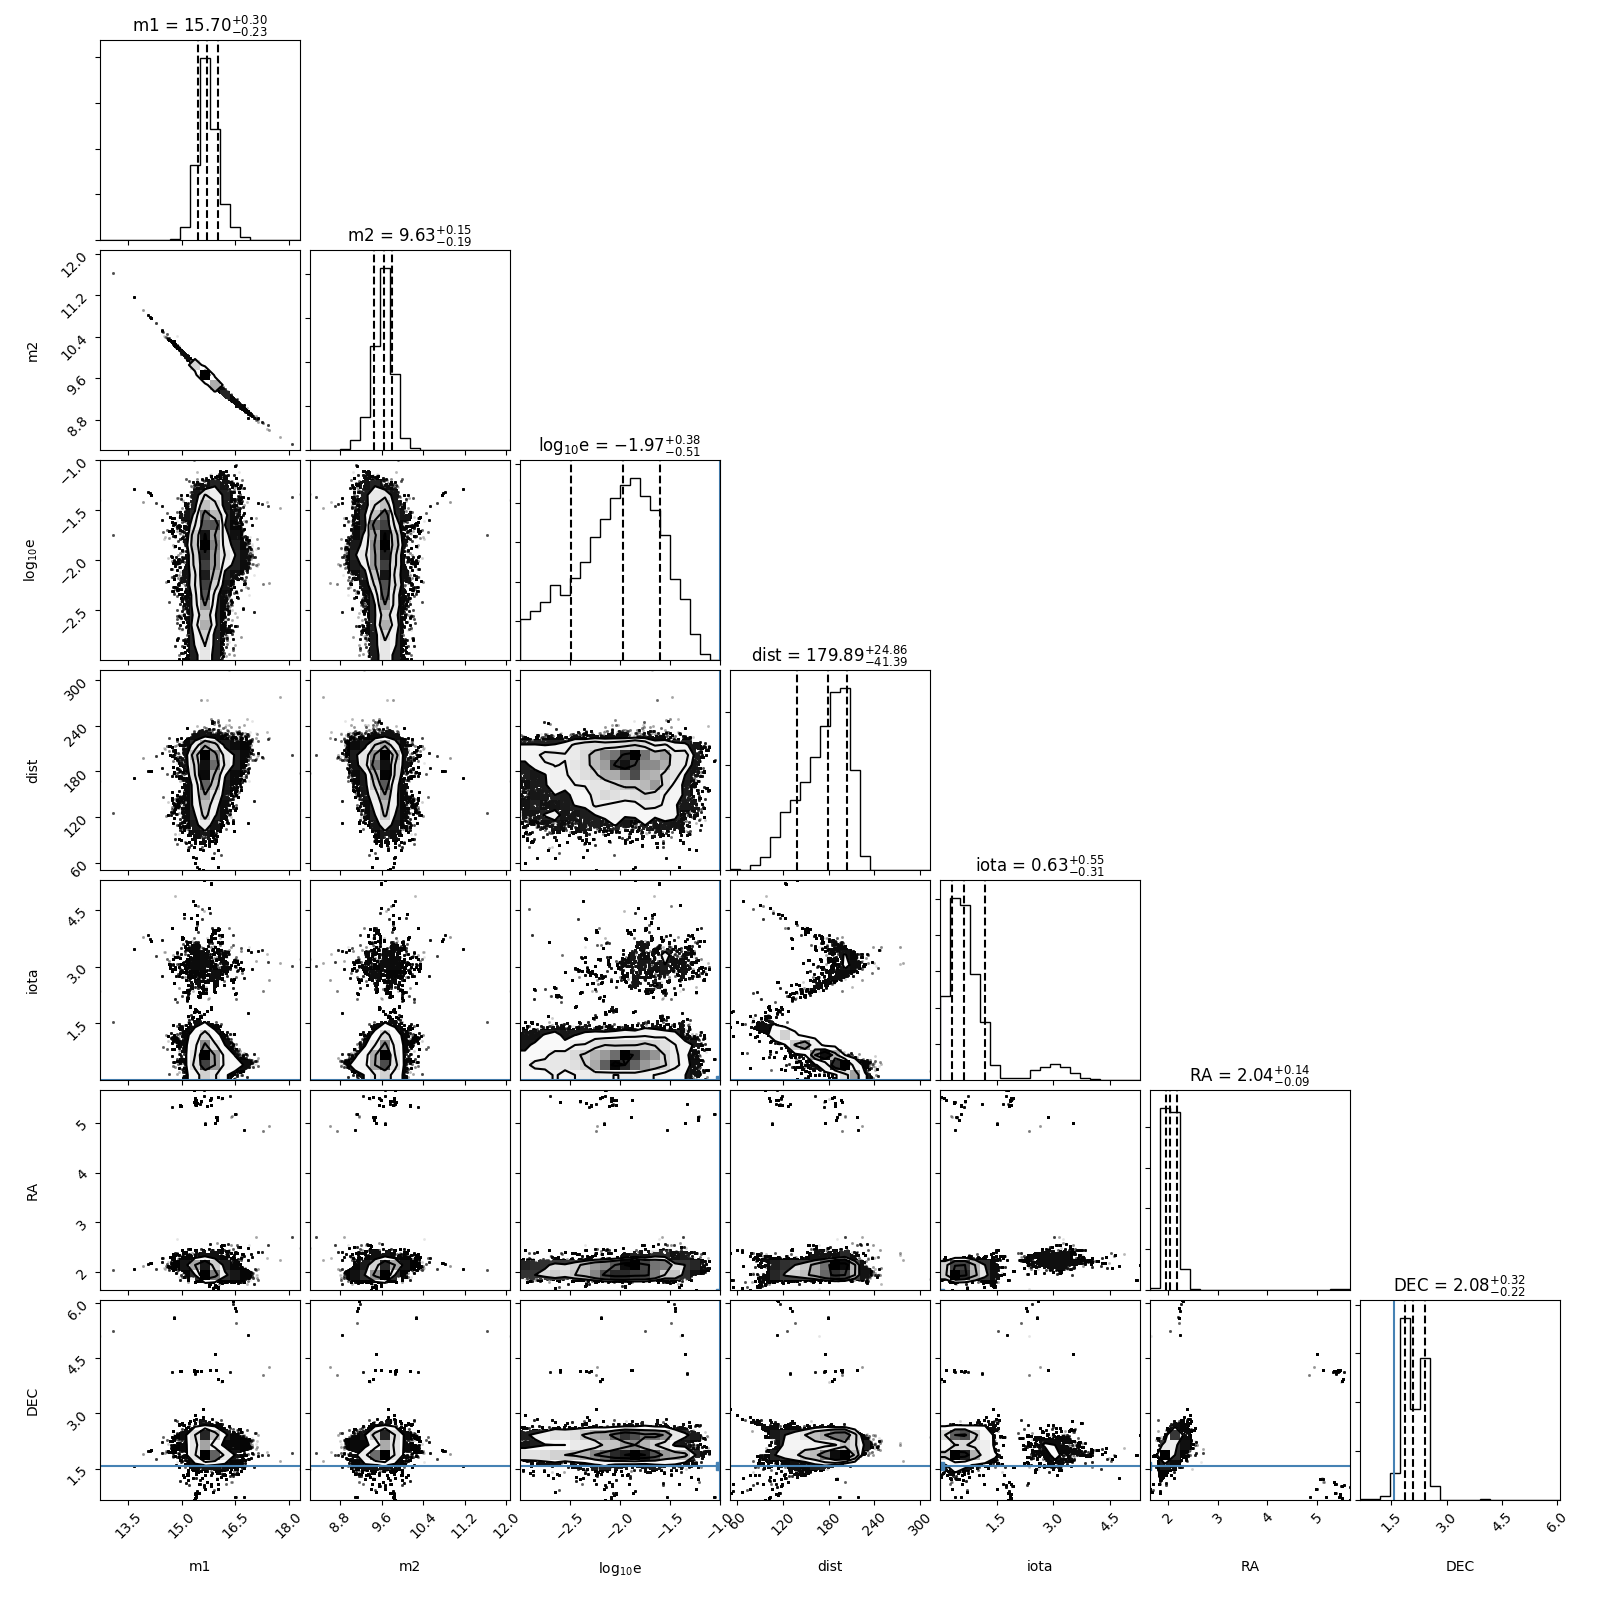 m1 = 15.70+0.30−0.23
m2 = 9.63+0.15−0.19
12.0
11.2
10.4
9.6
8.8
m2
log10e = −1.97+0.38−0.51
−1.0
−1.5
−2.0
−2.5
log10e
dist = 179.89+24.86−41.39
300
240
180
120
60
dist
iota = 0.63+0.55−0.31
4.5
3.0
1.5
iota
RA = 2.04+0.14−0.09
5
4
3
2
RA
DEC = 2.08+0.32−0.22
6.0
4.5
3.0
1.5
DEC
13.5 15.0 16.5 18.0 8.8 9.6 10.4 11.2 12.0 −2.5 −2.0 −1.5 −1.0 60 120 180 240 300 1.5 3.0 4.5 2 3 4 5 1.5 3.0 4.5 6.0
m1 m2 log10e dist iota RA DEC